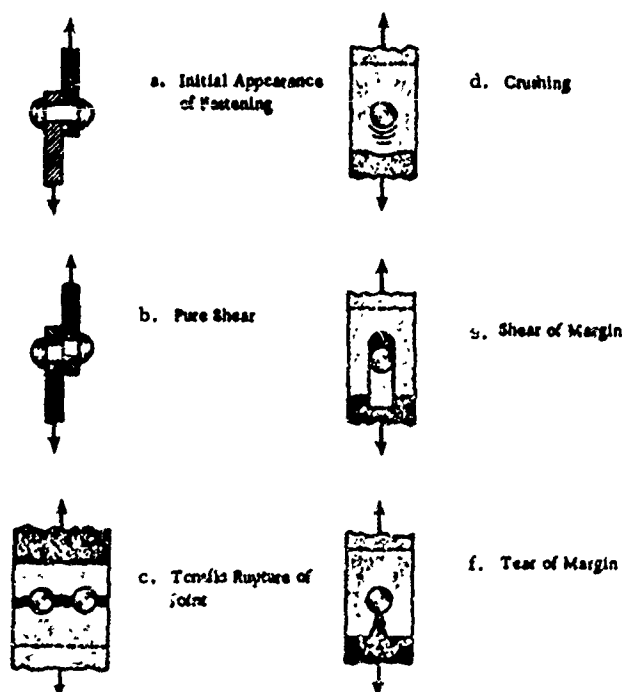 a. Initial Appearance
of Fastening
b. Pure Shear
c. Tensile Rupture of
Joint
d. Crushing
e. Shear of Margin
f. Tear of Margin